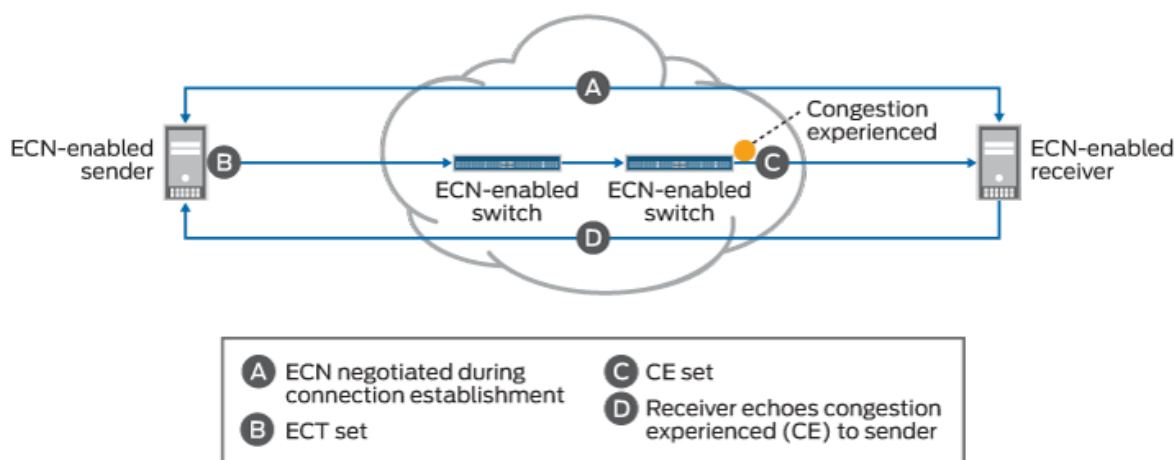 A
Congestion
experienced
ECN-enabled
sender
B
ECN-enabled
switch
ECN-enabled
switch
C
ECN-enabled
receiver
D
A ECN negotiated during
connection establishment
B ECT set
C CE set
D Receiver echoes congestion
experienced (CE) to sender